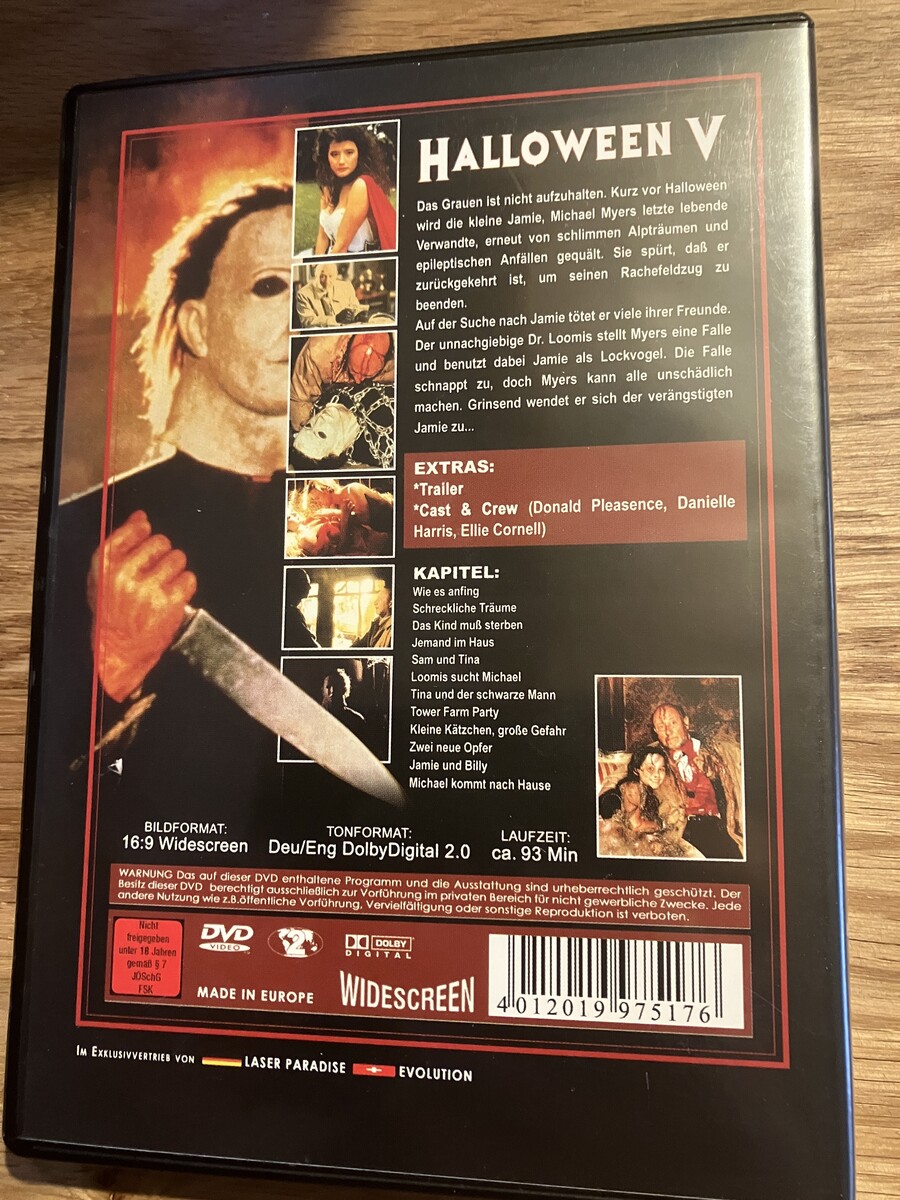 HALLOWEEN V
Das Grauen ist nicht aufzuhalten. Kurz vor Halloween
wird die kleine Jamie, Michael Myers letzte lebende
Verwandte, erneut von schlimmen Alpträumen und
epileptischen Anfällen gequält. Sie spürt, daß er
zurückgekehrt ist, um seinen Rachefeldzug zu
beenden.
Auf der Suche nach Jamie tötet er viele ihrer Freunde.
Der unnachgiebige Dr. Loomis stellt Myers eine Falle
und benutzt dabei Jamie als Lockvogel. Die Falle
schnappt zu, doch Myers kann alle unschädlich
machen. Grinsend wendet er sich der verängstigten
Jamie zu...
EXTRAS:
*Trailer
*Cast & Crew (Donald Pleasence, Danielle
Harris, Ellie Cornell)
KAPITEL:
Wie es anfing
Schreckliche Träume
Das Kind muß sterben
Jemand im Haus
Sam und Tina
Loomis sucht Michael
Tina und der schwarze Mann
Tower Farm Party
Kleine Kätzchen, große Gefahr
Zwei neue Opfer
Jamie und Billy
Michael kommt nach Hause
BILDFORMAT:
16:9 Widescreen
TONFORMAT:
Deu/Eng DolbyDigital 2.0
LAUFZEIT:
ca. 93 Min
WARNUNG Das auf dieser DVD enthaltene Programm und die Ausstattung sind urheberrechtlich geschützt. Der
Besitz dieser DVD berechtigt ausschließlich zur Vorführung im privaten Bereich für nicht gewerbliche Zwecke. Jede
andere Nutzung wie z.B.öffentliche Vorführung, Vervielfältigung oder sonstige Reproduktion ist verboten.
Nicht
freigegeben
unter 18 Jahren
gemäß § 7
JÖSchG
FSK
DVD
VIDEO
2
DOLBY
DIGITAL
MADE IN EUROPE
WIDESCREEN
4 012019 975176
IM EXKLUSIVVERTRIEB VON LASER PARADISE EVOLUTION